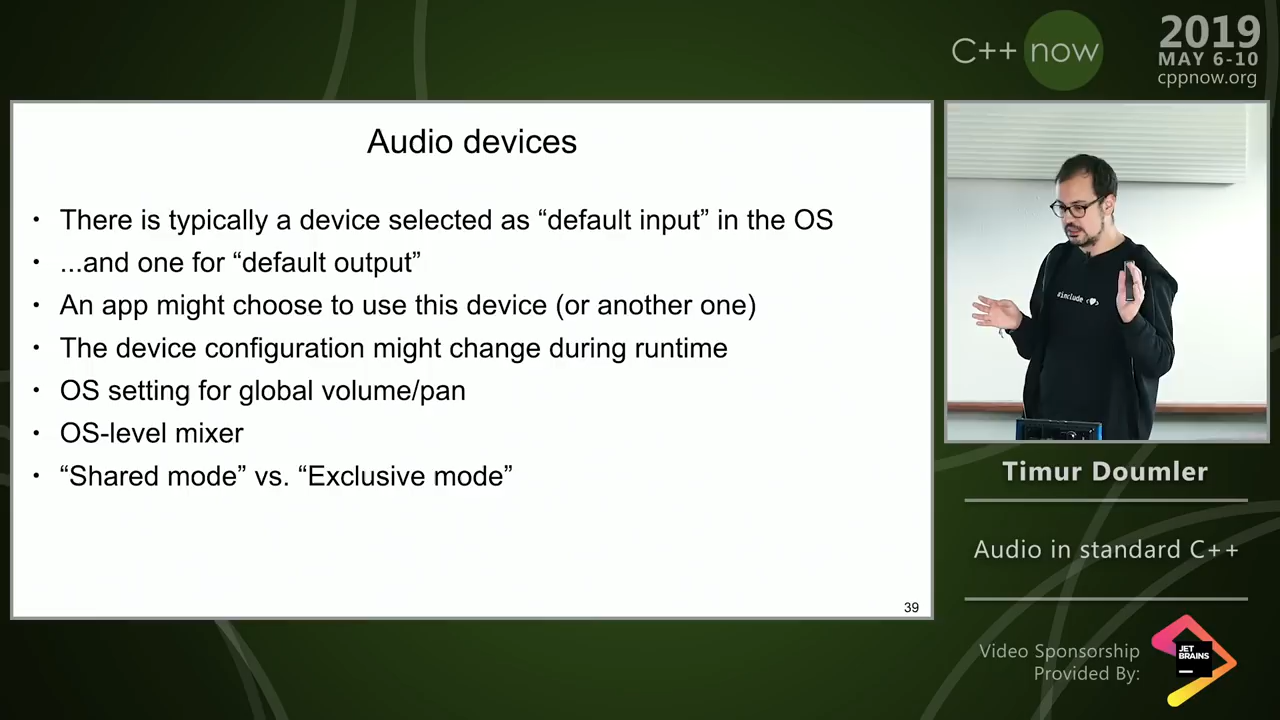 C++ now
2019
MAY 6-10
cppnow.org
Audio devices
• There is typically a device selected as “default input” in the OS
• ...and one for “default output”
• An app might choose to use this device (or another one)
• The device configuration might change during runtime
• OS setting for global volume/pan
• OS-level mixer
• “Shared mode” vs. “Exclusive mode”
39
#include <♥>
Timur Doumler
Audio in standard C++
Video Sponsorship
Provided By:
JET
BRAINS